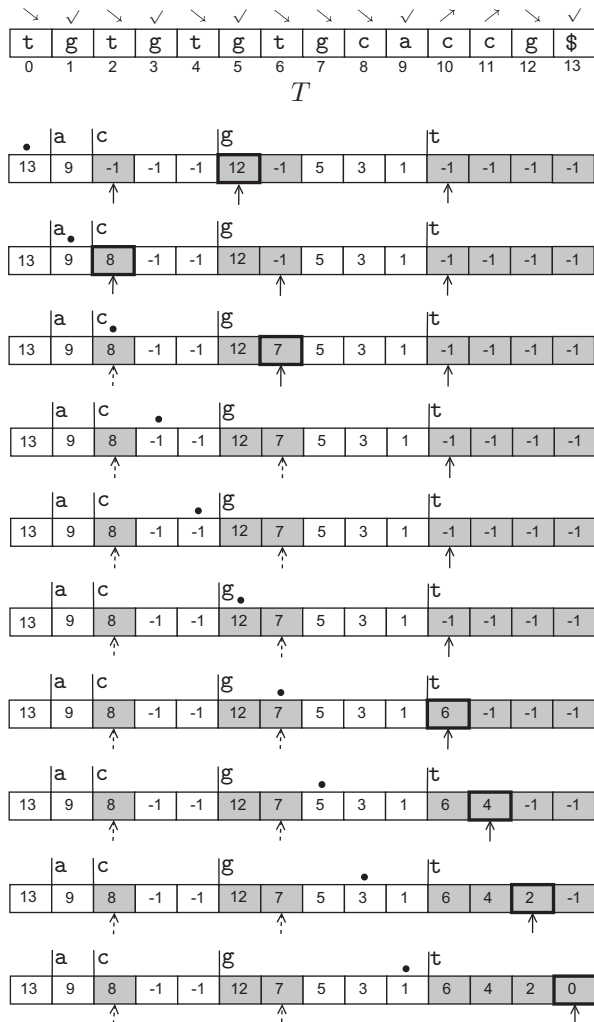 ↘ √ ↘ ↘ ↘ √ ↘ ↘ ↘ √ ↗ ↗ ↘ √
t g t g t g t g c a c c g $
0 1 2 3 4 5 6 7 8 9 10 11 12 13
T
a c g t
13 9 -1 -1 -1 12 -1 5 3 1 -1 -1 -1 -1
a c g t
13 9 8 -1 -1 12 -1 5 3 1 -1 -1 -1 -1
a c g t
13 9 8 -1 -1 12 7 5 3 1 -1 -1 -1 -1
a c g t
13 9 8 -1 -1 12 7 5 3 1 -1 -1 -1 -1
a c g t
13 9 8 -1 -1 12 7 5 3 1 -1 -1 -1 -1
a c g t
13 9 8 -1 -1 12 7 5 3 1 -1 -1 -1 -1
a c g t
13 9 8 -1 -1 12 7 5 3 1 6 -1 -1 -1
a c g t
13 9 8 -1 -1 12 7 5 3 1 6 4 -1 -1
a c g t
13 9 8 -1 -1 12 7 5 3 1 6 4 2 -1
a c g t
13 9 8 -1 -1 12 7 5 3 1 6 4 2 0